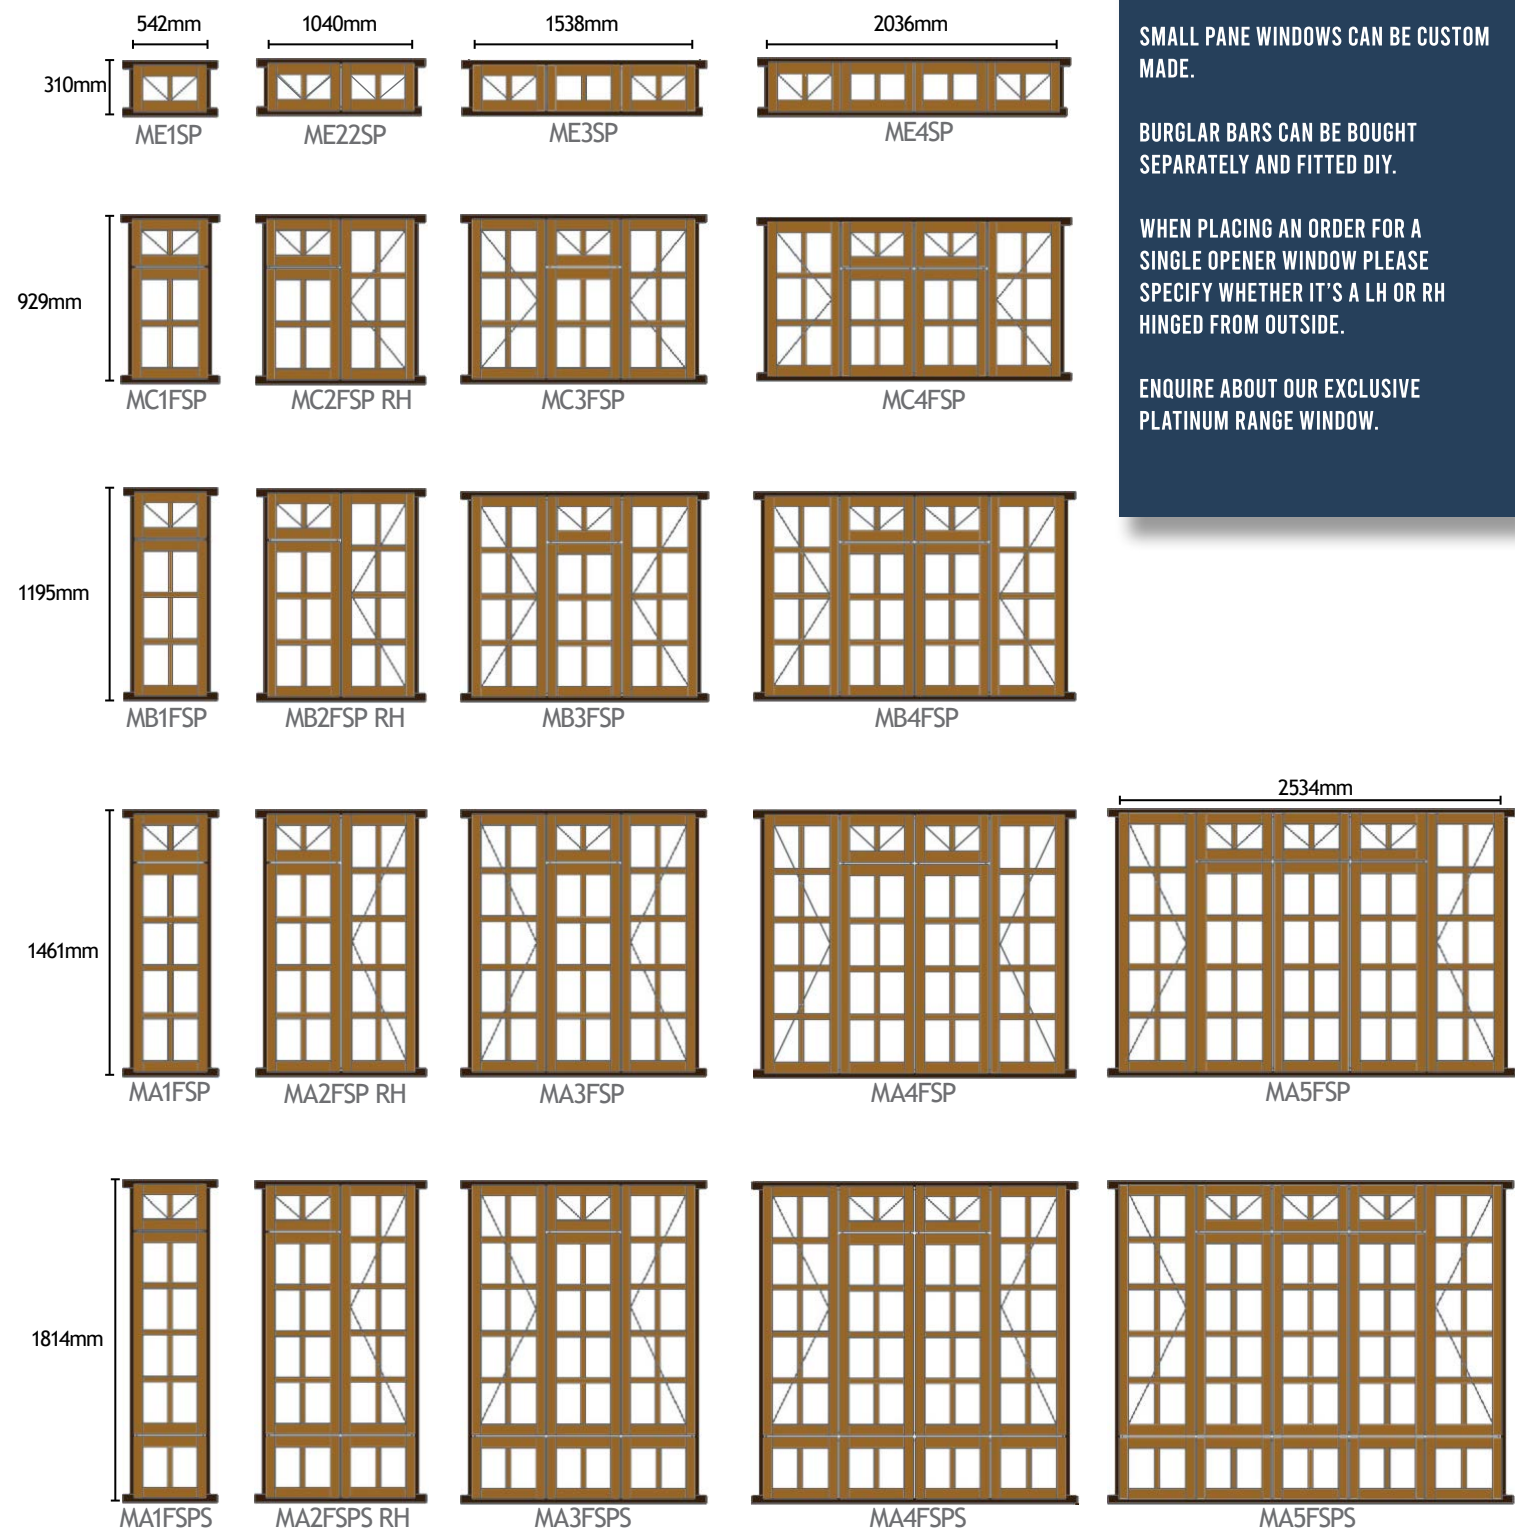 542mm 1040mm 1538mm 2036mm
310mm
ME1SP ME22SP ME3SP ME4SP
929mm
MC1FSP MC2FSP RH MC3FSP MC4FSP
1195mm
MB1FSP MB2FSP RH MB3FSP MB4FSP
2534mm
1461mm
MA1FSP MA2FSP RH MA3FSP MA4FSP MA5FSP
1814mm
MA1FSPS MA2FSPS RH MA3FSPS MA4FSPS MA5FSPS
SMALL PANE WINDOWS CAN BE CUSTOM
MADE.
BURGLAR BARS CAN BE BOUGHT
SEPARATELY AND FITTED DIY.
WHEN PLACING AN ORDER FOR A
SINGLE OPENER WINDOW PLEASE
SPECIFY WHETHER IT'S A LH OR RH
HINGED FROM OUTSIDE.
ENQUIRE ABOUT OUR EXCLUSIVE
PLATINUM RANGE WINDOW.